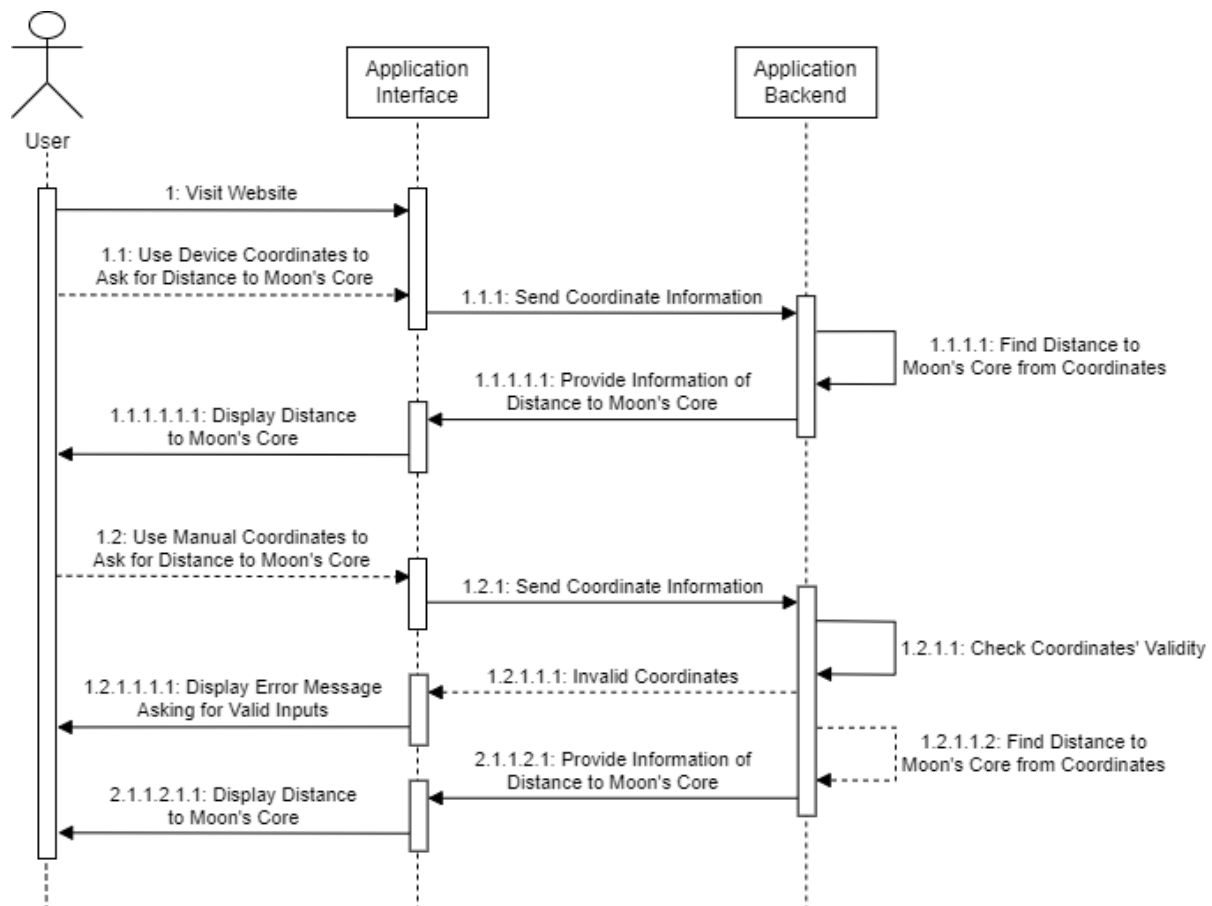 User
Application
Interface
Application
Backend
1: Visit Website
1.1: Use Device Coordinates to
Ask for Distance to Moon's Core
1.1.1: Send Coordinate Information
1.1.1.1: Find Distance to
Moon's Core from Coordinates
1.1.1.1.1: Provide Information of
Distance to Moon's Core
1.1.1.1.1.1: Display Distance
to Moon's Core
1.2: Use Manual Coordinates to
Ask for Distance to Moon's Core
1.2.1: Send Coordinate Information
1.2.1.1: Check Coordinates' Validity
1.2.1.1.1: Invalid Coordinates
1.2.1.1.1.1: Display Error Message
Asking for Valid Inputs
1.2.1.1.2: Find Distance to
Moon's Core from Coordinates
2.1.1.2.1: Provide Information of
Distance to Moon's Core
2.1.1.2.1.1: Display Distance
to Moon's Core